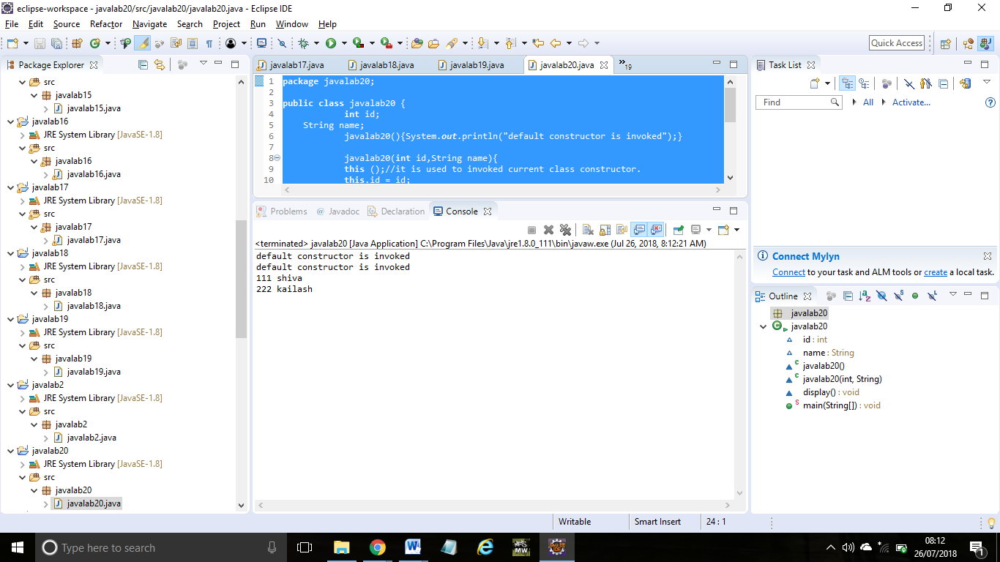 eclipse-workspace - javalab20/src/javalab20/javalab20.java - Eclipse IDE
File Edit Source Refactor Navigate Search Project Run Window Help
Quick Access
Package Explorer
src
javalab15
javalab15.java
javalab16
JRE System Library [JavaSE-1.8]
src
javalab16
javalab16.java
javalab17
JRE System Library [JavaSE-1.8]
src
javalab17
javalab17.java
javalab18
JRE System Library [JavaSE-1.8]
src
javalab18
javalab18.java
javalab19
JRE System Library [JavaSE-1.8]
src
javalab19
javalab19.java
javalab2
JRE System Library [JavaSE-1.8]
src
javalab2
javalab2.java
javalab20
JRE System Library [JavaSE-1.8]
src
javalab20
javalab20.java
javalab17.java javalab18.java javalab19.java javalab20.java »19
1 package javalab20;
2
3 public class javalab20 {
4 int id;
5 String name;
6 javalab20(){System.out.println("default constructor is invoked");}
7
8 javalab20(int id,String name){
9 this ();//it is used to invoked current class constructor.
10 this.id = id;
Problems @ Javadoc Declaration Console
<terminated> javalab20 [Java Application] C:\Program Files\Java\jre1.8.0_111\bin\javaw.exe (Jul 26, 2018, 8:12:21 AM)
default constructor is invoked
default constructor is invoked
111 shiva
222 kailash
Task List
Find All Activate...
Connect Mylyn
Connect to your task and ALM tools or create a local task.
Outline
javalab20
javalab20
id : int
name : String
javalab20()
javalab20(int, String)
display() : void
main(String[]) : void
Writable Smart Insert 24 : 1
Type here to search
08:12
26/07/2018